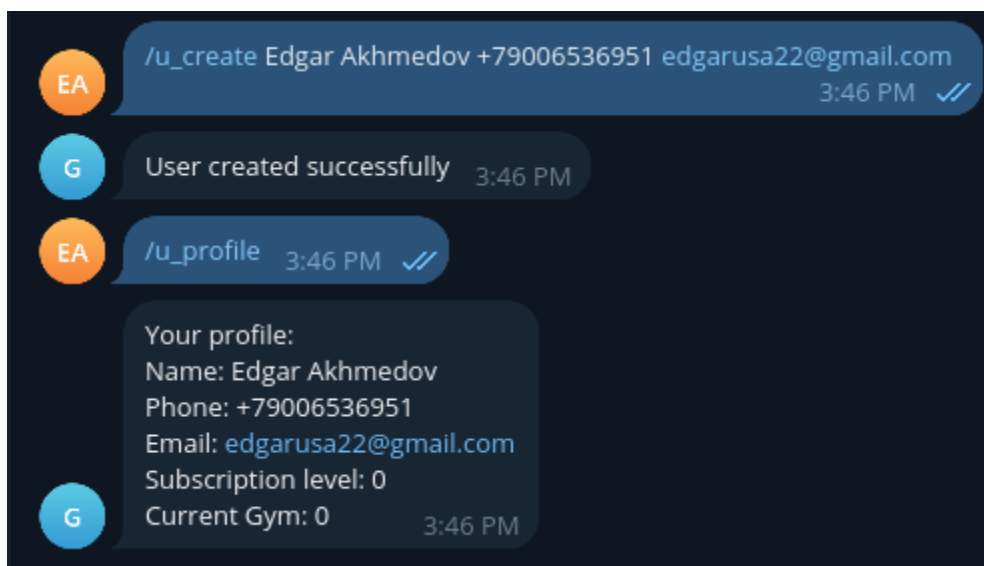 EA
/u_create Edgar Akhmedov +79006536951 edgarusa22@gmail.com
3:46 PM
G
User created successfully 3:46 PM
EA
/u_profile 3:46 PM
Your profile:
Name: Edgar Akhmedov
Phone: +79006536951
Email: edgarusa22@gmail.com
Subscription level: 0
Current Gym: 0 3:46 PM
G